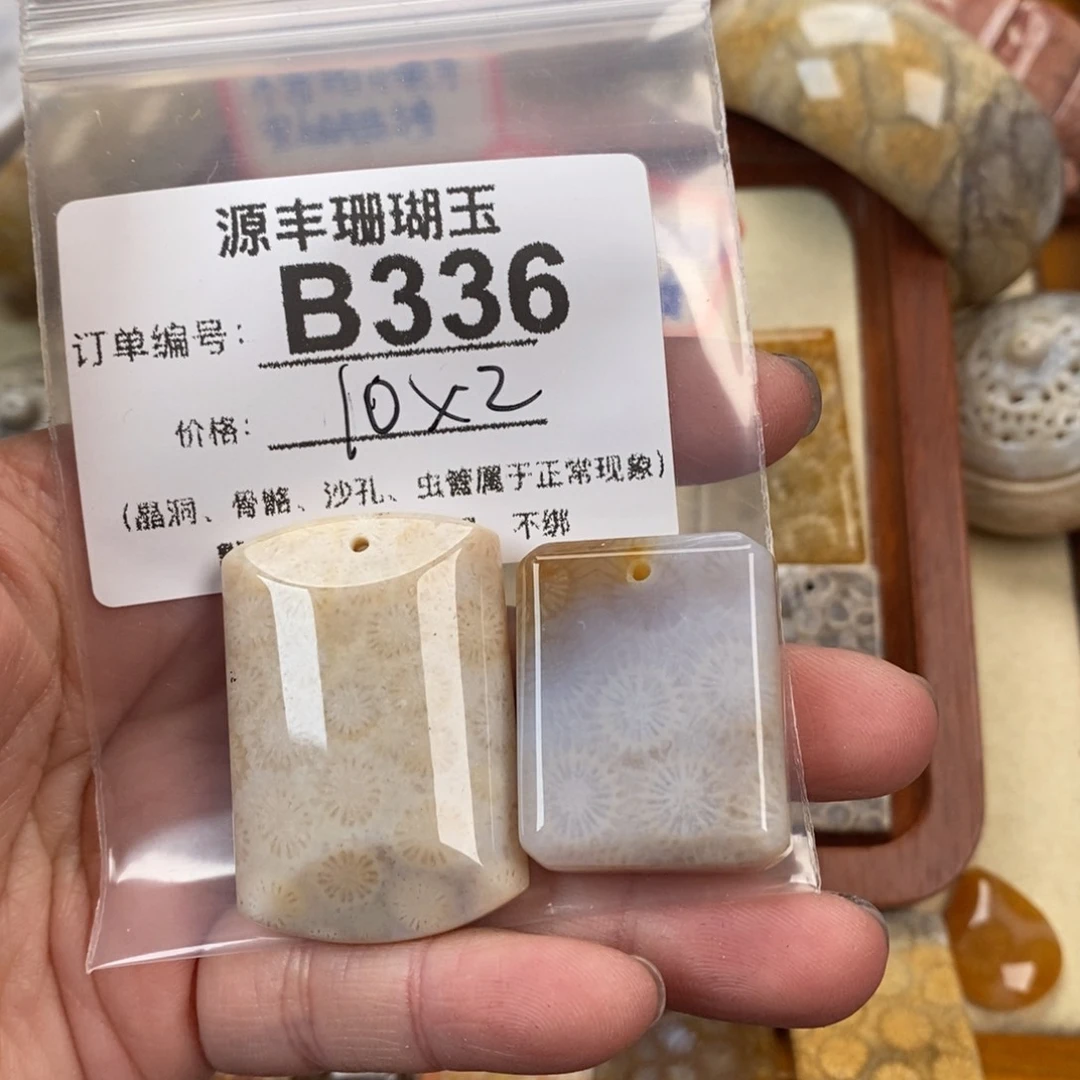 源丰珊瑚玉
订单编号: B336
价格: 10x2
(晶洞、骨骼、沙孔、虫管属于正常现象)
不绑